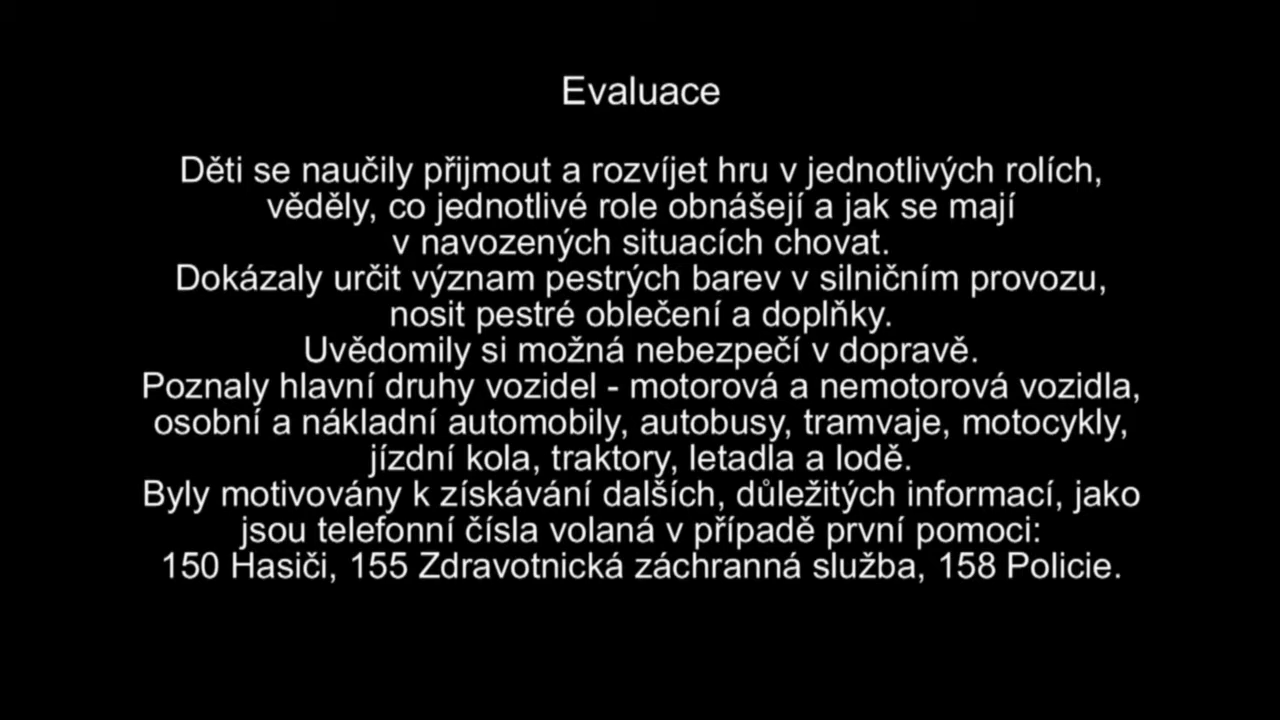 Evaluace
Děti se naučily přijmout a rozvíjet hru v jednotlivých rolích,
věděly, co jednotlivé role obnášejí a jak se mají
v navozených situacích chovat.
Dokázaly určit význam pestrých barev v silničním provozu,
nosit pestré oblečení a doplňky.
Uvědomily si možná nebezpečí v dopravě.
Poznaly hlavní druhy vozidel - motorová a nemotorová vozidla,
osobní a nákladní automobily, autobusy, tramvaje, motocykly,
jízdní kola, traktory, letadla a lodě.
Byly motivovány k získávání dalších, důležitých informací, jako
jsou telefonní čísla volaná v případě první pomoci:
150 Hasiči, 155 Zdravotnická záchranná služba, 158 Policie.